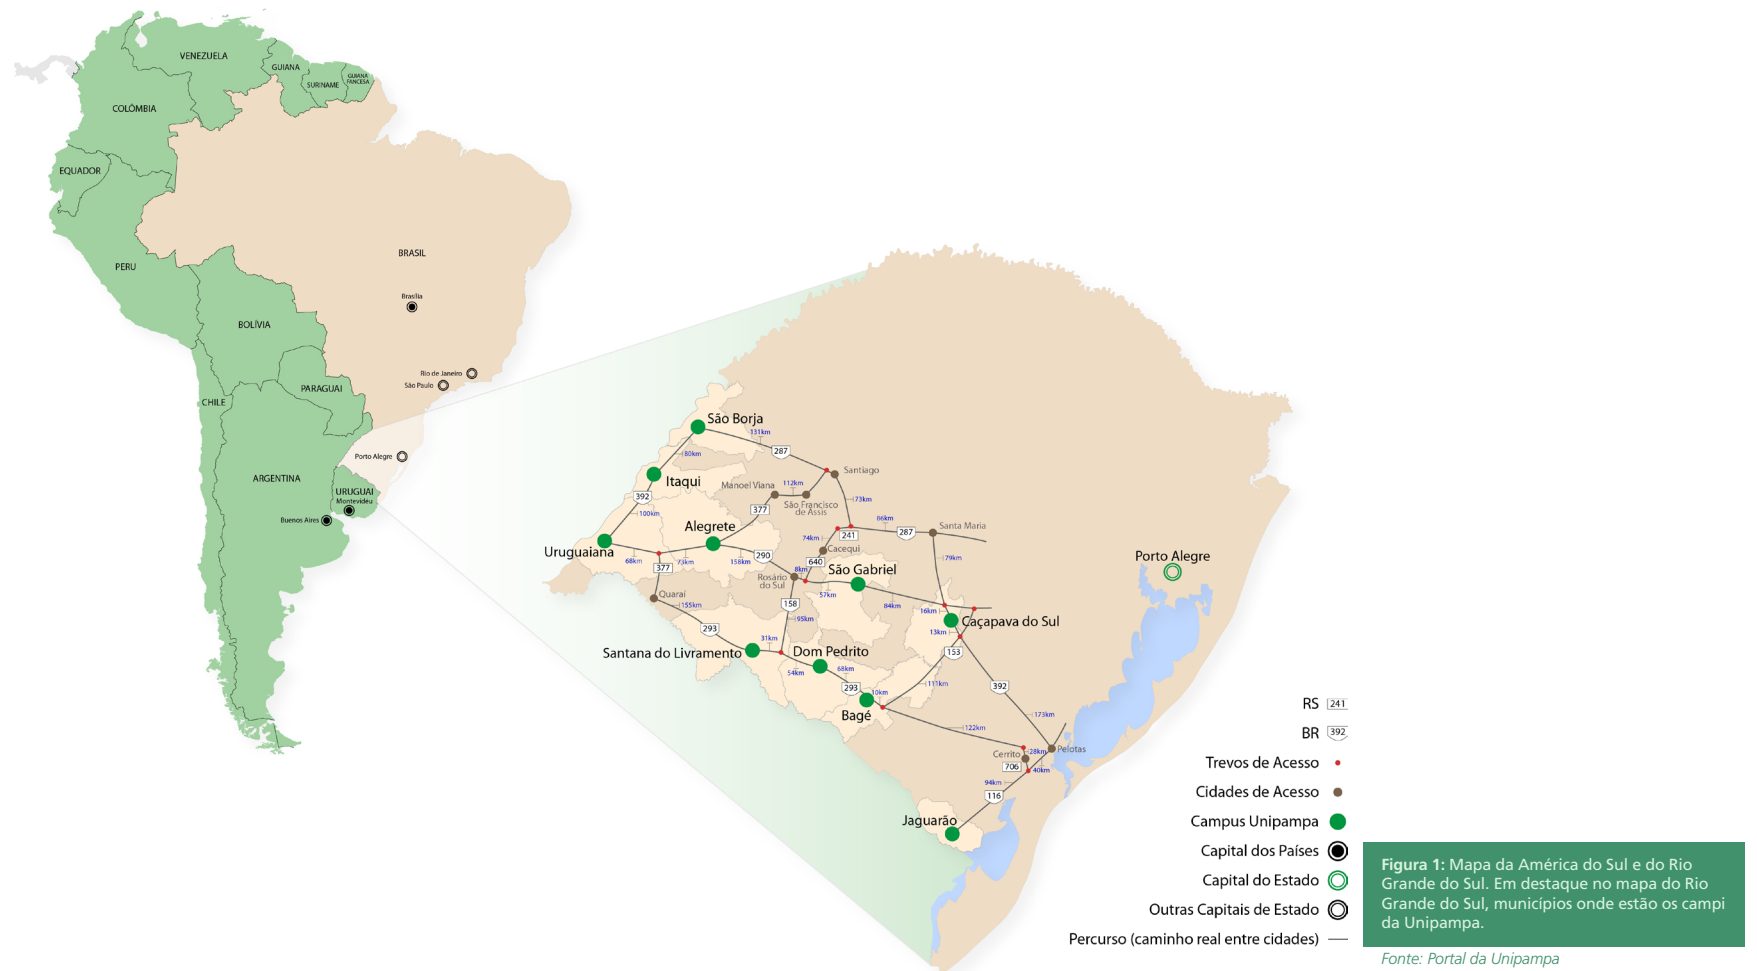 VENEZUELA
GUIANA
SURINAME
GUIANA
FRANCESA
COLÔMBIA
EQUADOR
PERU
BRASIL
Brasília
BOLÍVIA
Rio de Janeiro
São Paulo
PARAGUAI
CHILE
Porto Alegre
ARGENTINA
URUGUAI
Montevidéu
Buenos Aires
São Borja
131km
287
80km
Santiago
Itaqui
Manoel Viana
112km
392
São Francisco
de Assis
73km
377
100km
Alegrete
86km
Santa Maria
74km
241
287
Uruguaiana
Cacequi
Porto Alegre
68km
73km
158km
290
640
79km
377
8km
São Gabriel
Rosário
do Sul
Quaraí
57km
155km
158
84km
16km
95km
Caçapava do Sul
293
13km
31km
Santana do Livramento
Dom Pedrito
153
54km
68km
111km
293
10km
392
Bagé
173km
122km
Cerrito
28km
Pelotas
706
40km
94km
116
Jaguarão
RS 241
BR 392
Trevos de Acesso
Cidades de Acesso
Campus Unipampa
Capital dos Países
Capital do Estado
Outras Capitais de Estado
Percurso (caminho real entre cidades)
Figura 1: Mapa da América do Sul e do Rio
Grande do Sul. Em destaque no mapa do Rio
Grande do Sul, municípios onde estão os campi
da Unipampa.
Fonte: Portal da Unipampa